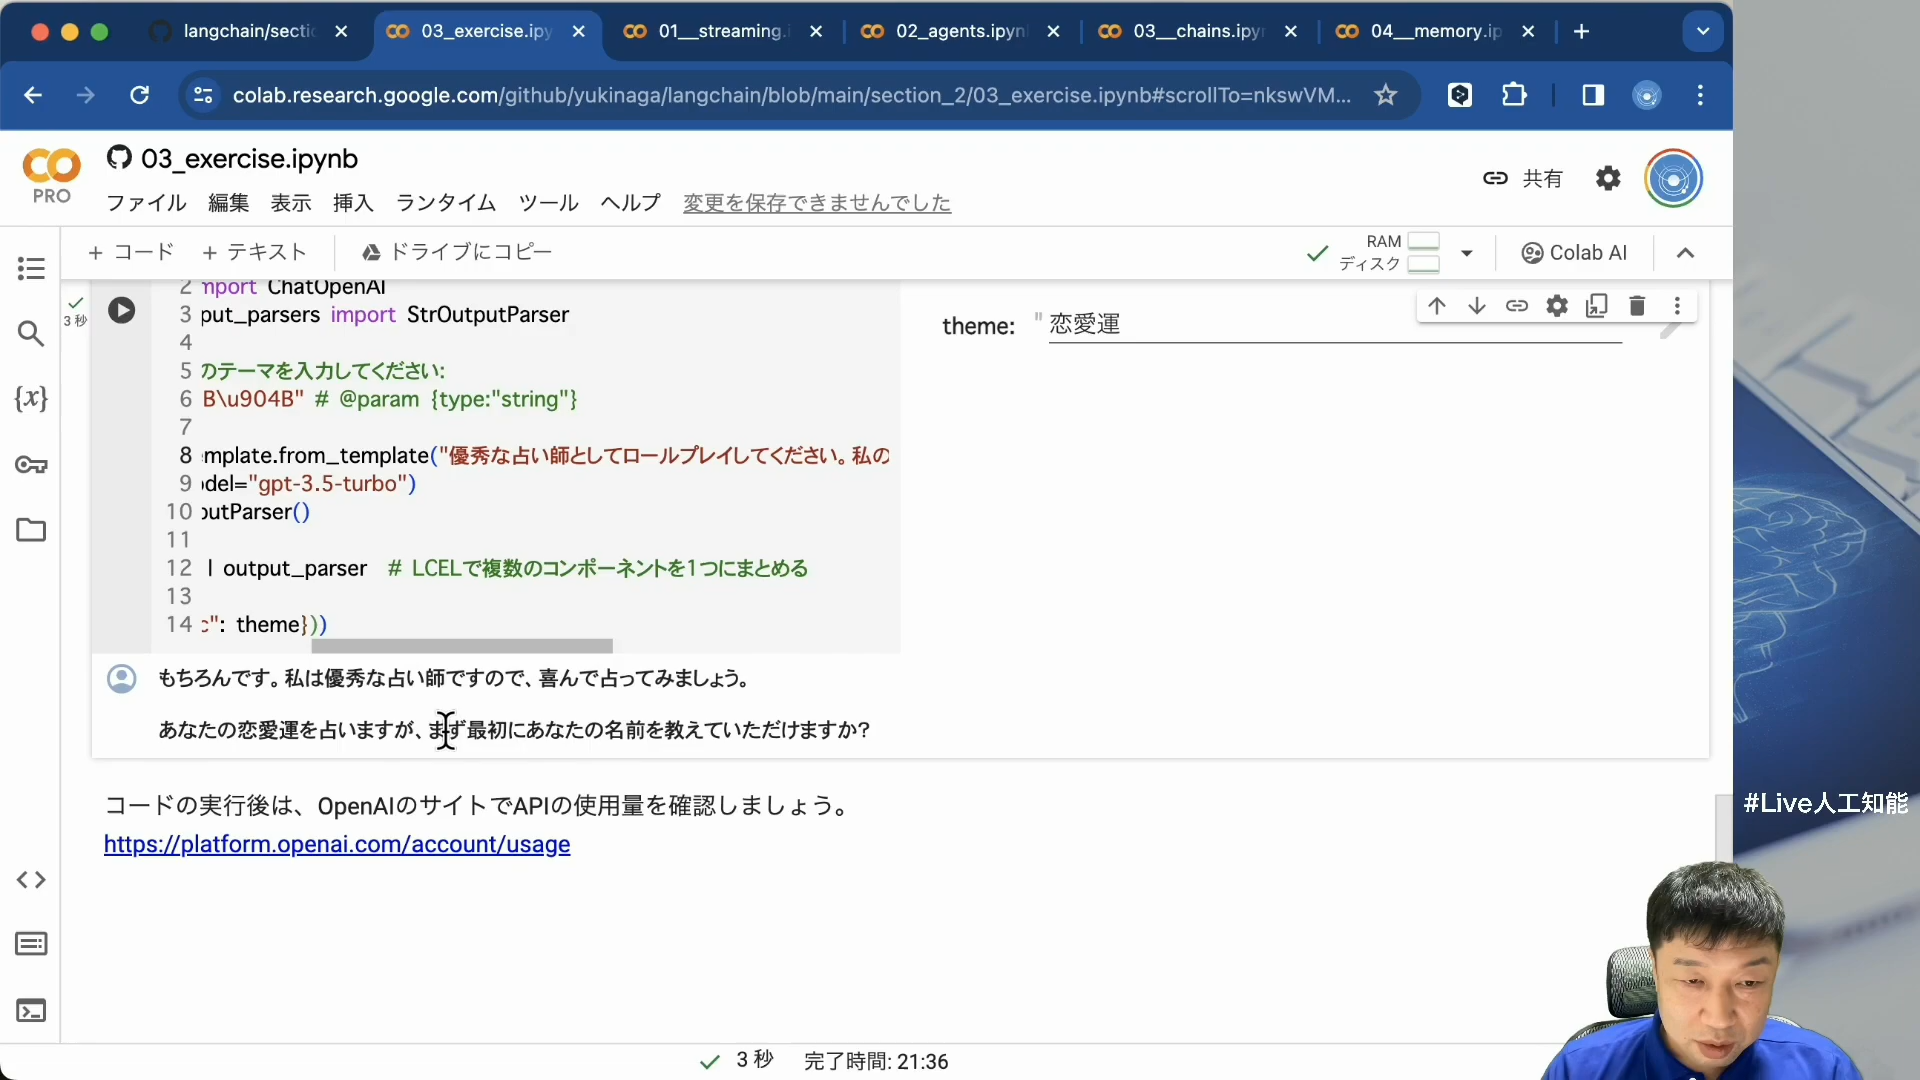 langchain/secti
03_exercise.ipy
01__streaming.i
02_agents.ipyn
03__chains.ipyn
04__memory.ip
colab.research.google.com/github/yukinaga/langchain/blob/main/section_2/03_exercise.ipynb#scrollTo=nkswVM...
PRO
03_exercise.ipynb
ファイル 編集 表示 挿入 ランタイム ツール ヘルプ 変更を保存できませんでした
共有
+ コード + テキスト ドライブにコピー
RAM
ディスク
Colab AI
3 秒
2 mport ChatOpenAI
3 put_parsers import StrOutputParser
4
5 のテーマを入力してください:
6 B\u904B" # @param {type:"string"}
7
8 emplate.from_template("優秀な占い師としてロールプレイしてください。私の
9 odel="gpt-3.5-turbo")
10 outParser()
11
12 | output_parser # LCELで複数のコンポーネントを1つにまとめる
13
14 c": theme}))
theme: " 恋愛運
もちろんです。私は優秀な占い師ですので、喜んで占ってみましょう。
あなたの恋愛運を占いますが、まず最初にあなたの名前を教えていただけますか?
コードの実行後は、OpenAIのサイトでAPIの使用量を確認しましょう。
https://platform.openai.com/account/usage
#Live人工知能
3 秒 完了時間: 21:36